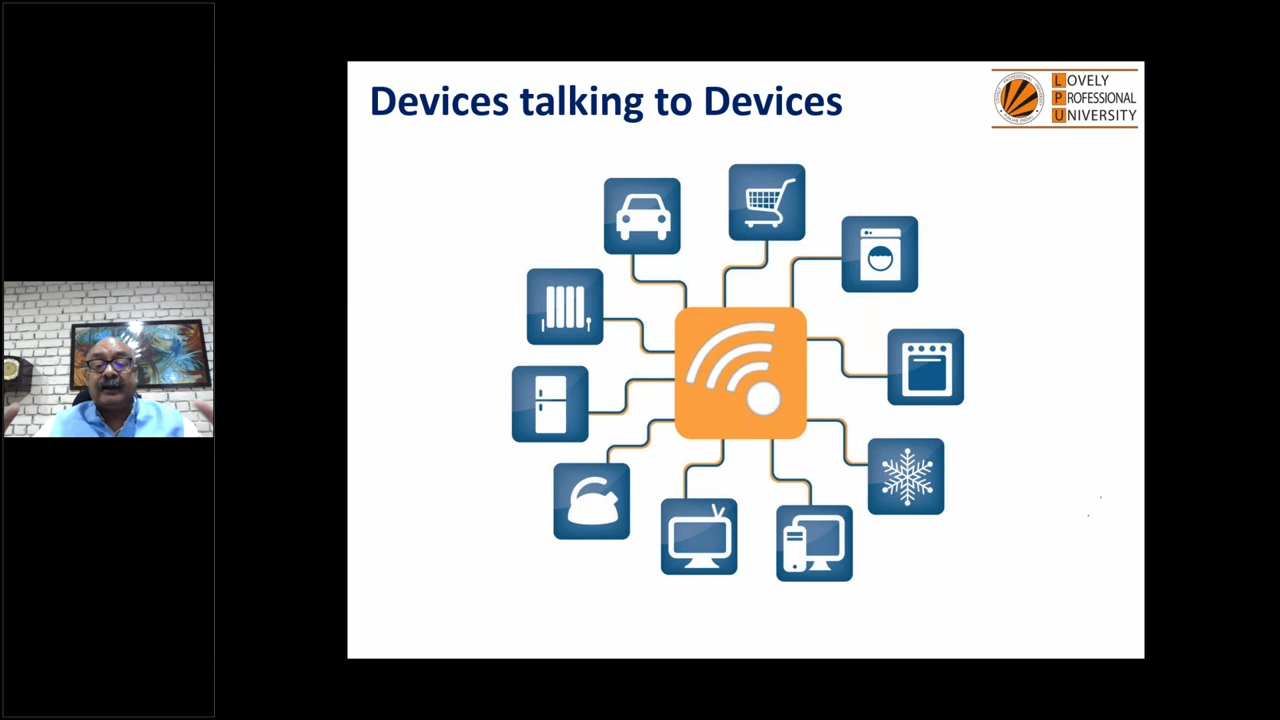 Devices talking to Devices
LOVELY
PROFESSIONAL
UNIVERSITY